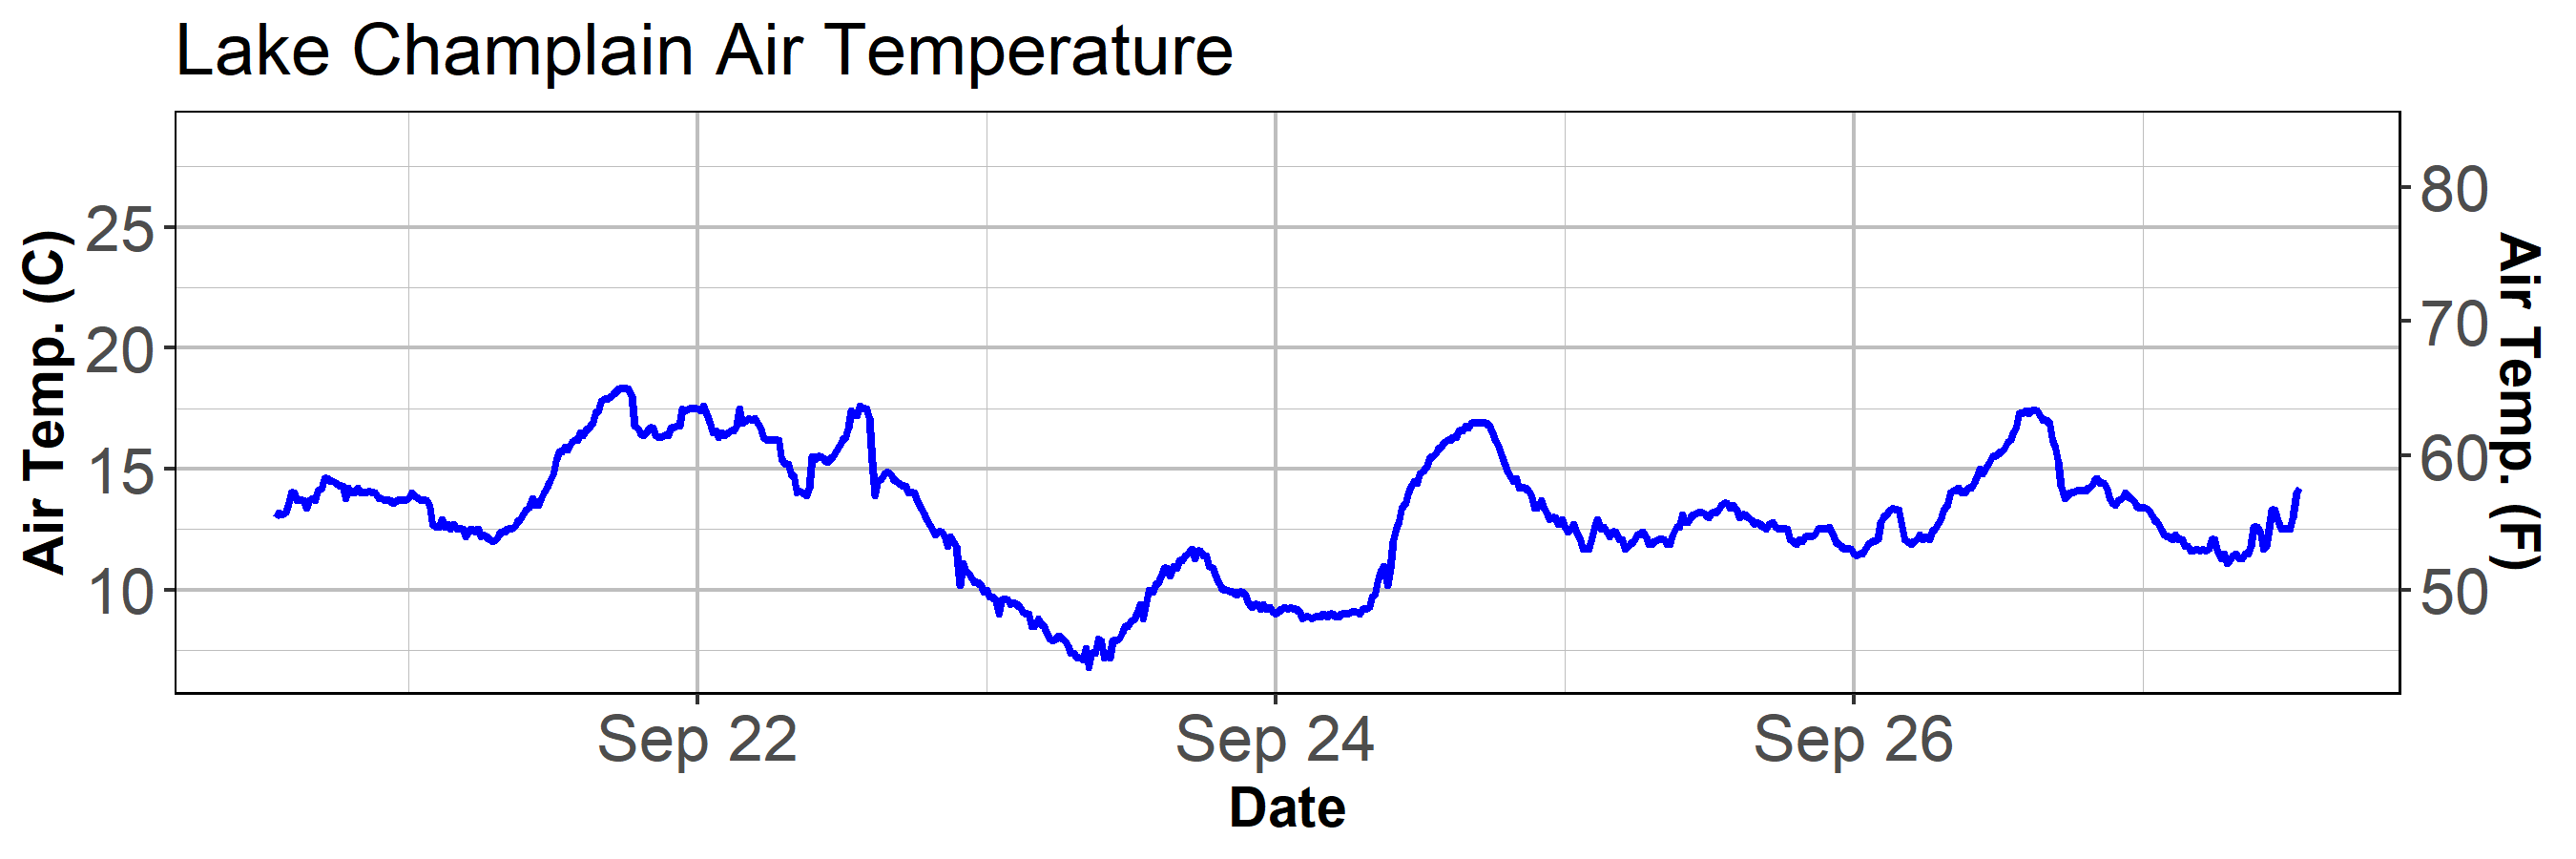 Lake Champlain Air Temperature
Air Temp. (C)
25
20
15
10
80
70
60
50
Air Temp. (F)
Sep 22
Sep 24
Sep 26
Date